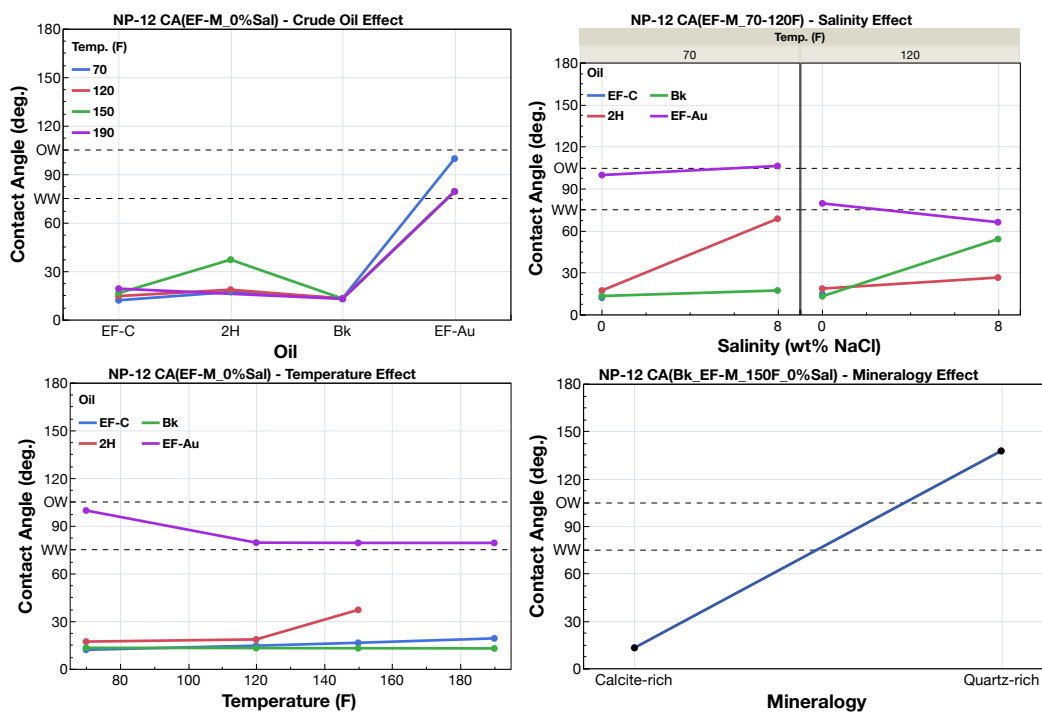 NP-12 CA(EF-M_0%Sal) - Crude Oil Effect
Contact Angle (deg.)
180
150
120
OW
90
WW
60
30
0
Temp. (F)
70
120
150
190
EF-C 2H Bk EF-Au
Oil
NP-12 CA(EF-M_70-120F) - Salinity Effect
Temp. (F)
70 120
Contact Angle (deg.)
180
150
120
OW
90
WW
60
30
0
Oil
EF-C Bk
2H EF-Au
0 8 0 8
Salinity (wt% NaCl)
NP-12 CA(EF-M_0%Sal) - Temperature Effect
Contact Angle (deg.)
180
150
120
OW
90
WW
60
30
0
Oil
EF-C Bk
2H EF-Au
80 100 120 140 160 180
Temperature (F)
NP-12 CA(Bk_EF-M_150F_0%Sal) - Mineralogy Effect
Contact Angle (deg.)
180
150
120
OW
90
WW
60
30
0
Calcite-rich Quartz-rich
Mineralogy